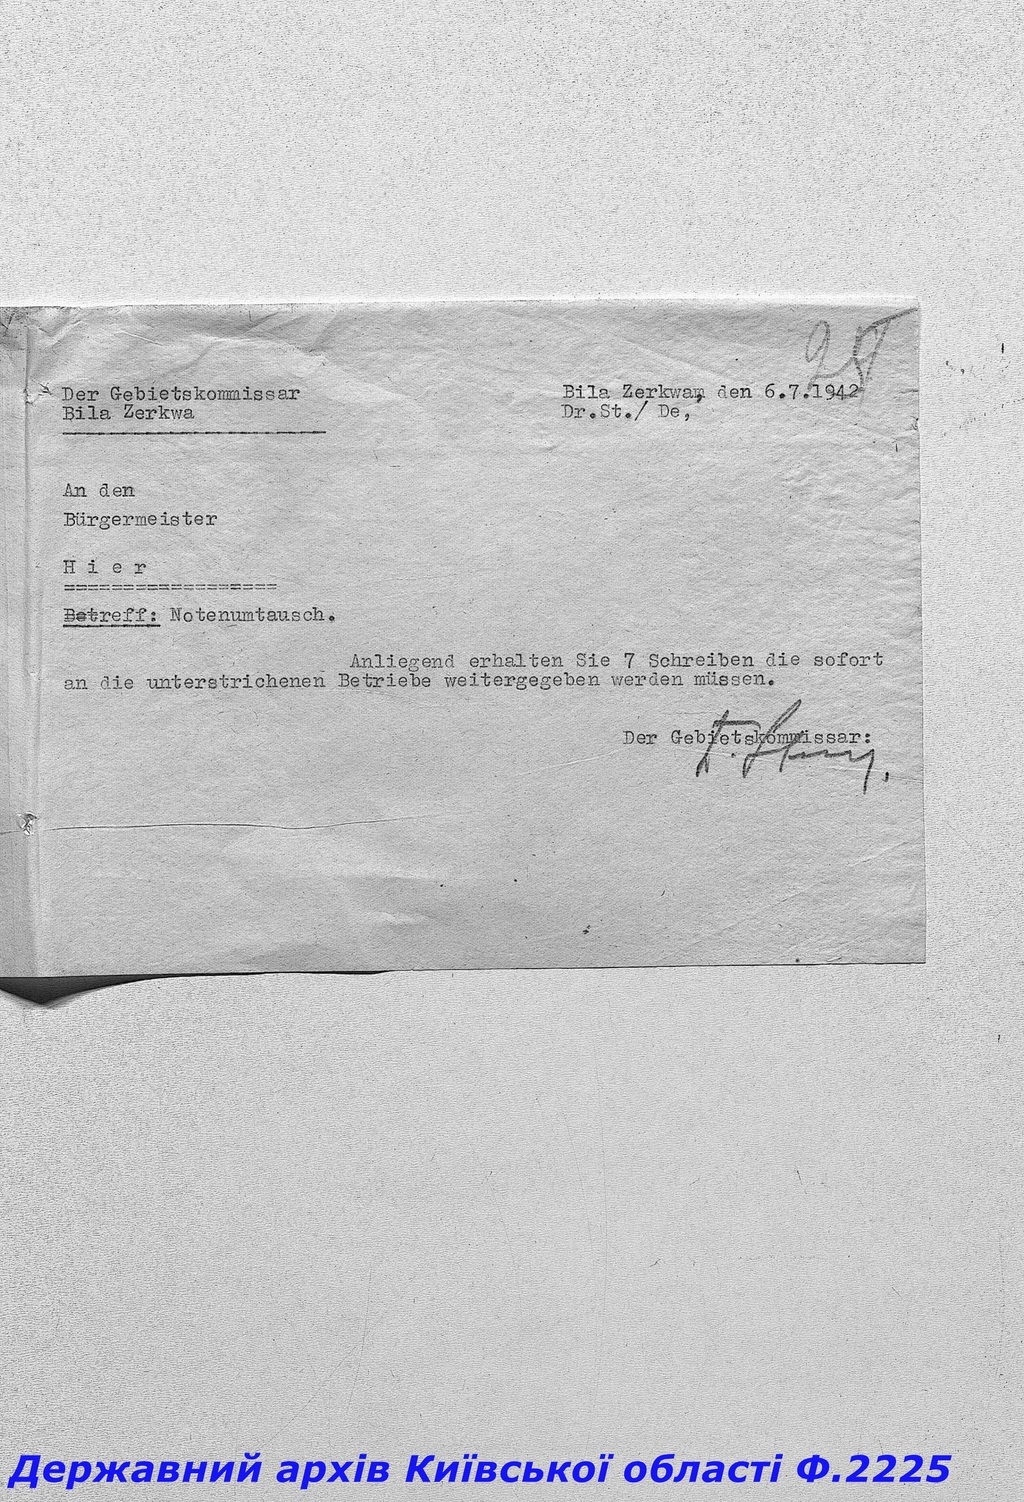 Der Gebietskommissar
Bila Zerkwa
Bila Zerkwa, den 6.7.1942
Dr.St./ De,
An den
Bürgermeister
H i e r
==================
Betreff: Notenumtausch.
Anliegend erhalten Sie 7 Schreiben die sofort
an die unterstrichenen Betriebe weitergegeben werden müssen.
Der Gebietskommissar:
Державний архів Київської області Ф.2225